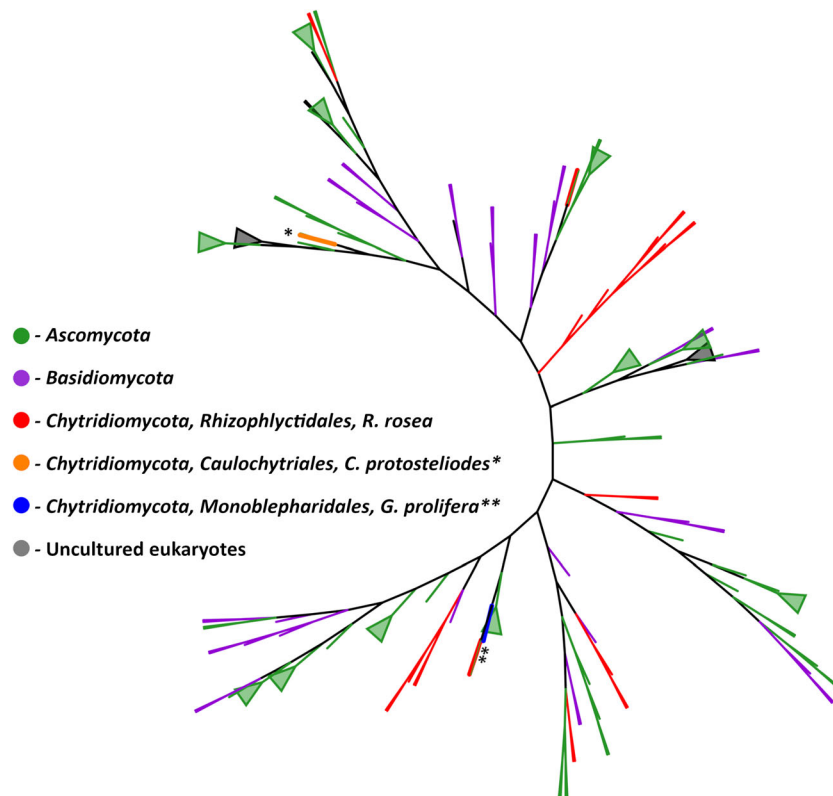 *
- Ascomycota
- Basidiomycota
- Chytridiomycota, Rhizophlyctidales, R. rosea
- Chytridiomycota, Caulochytriales, C. protosteliodes*
- Chytridiomycota, Monoblepharidales, G. prolifera**
- Uncultured eukaryotes
**